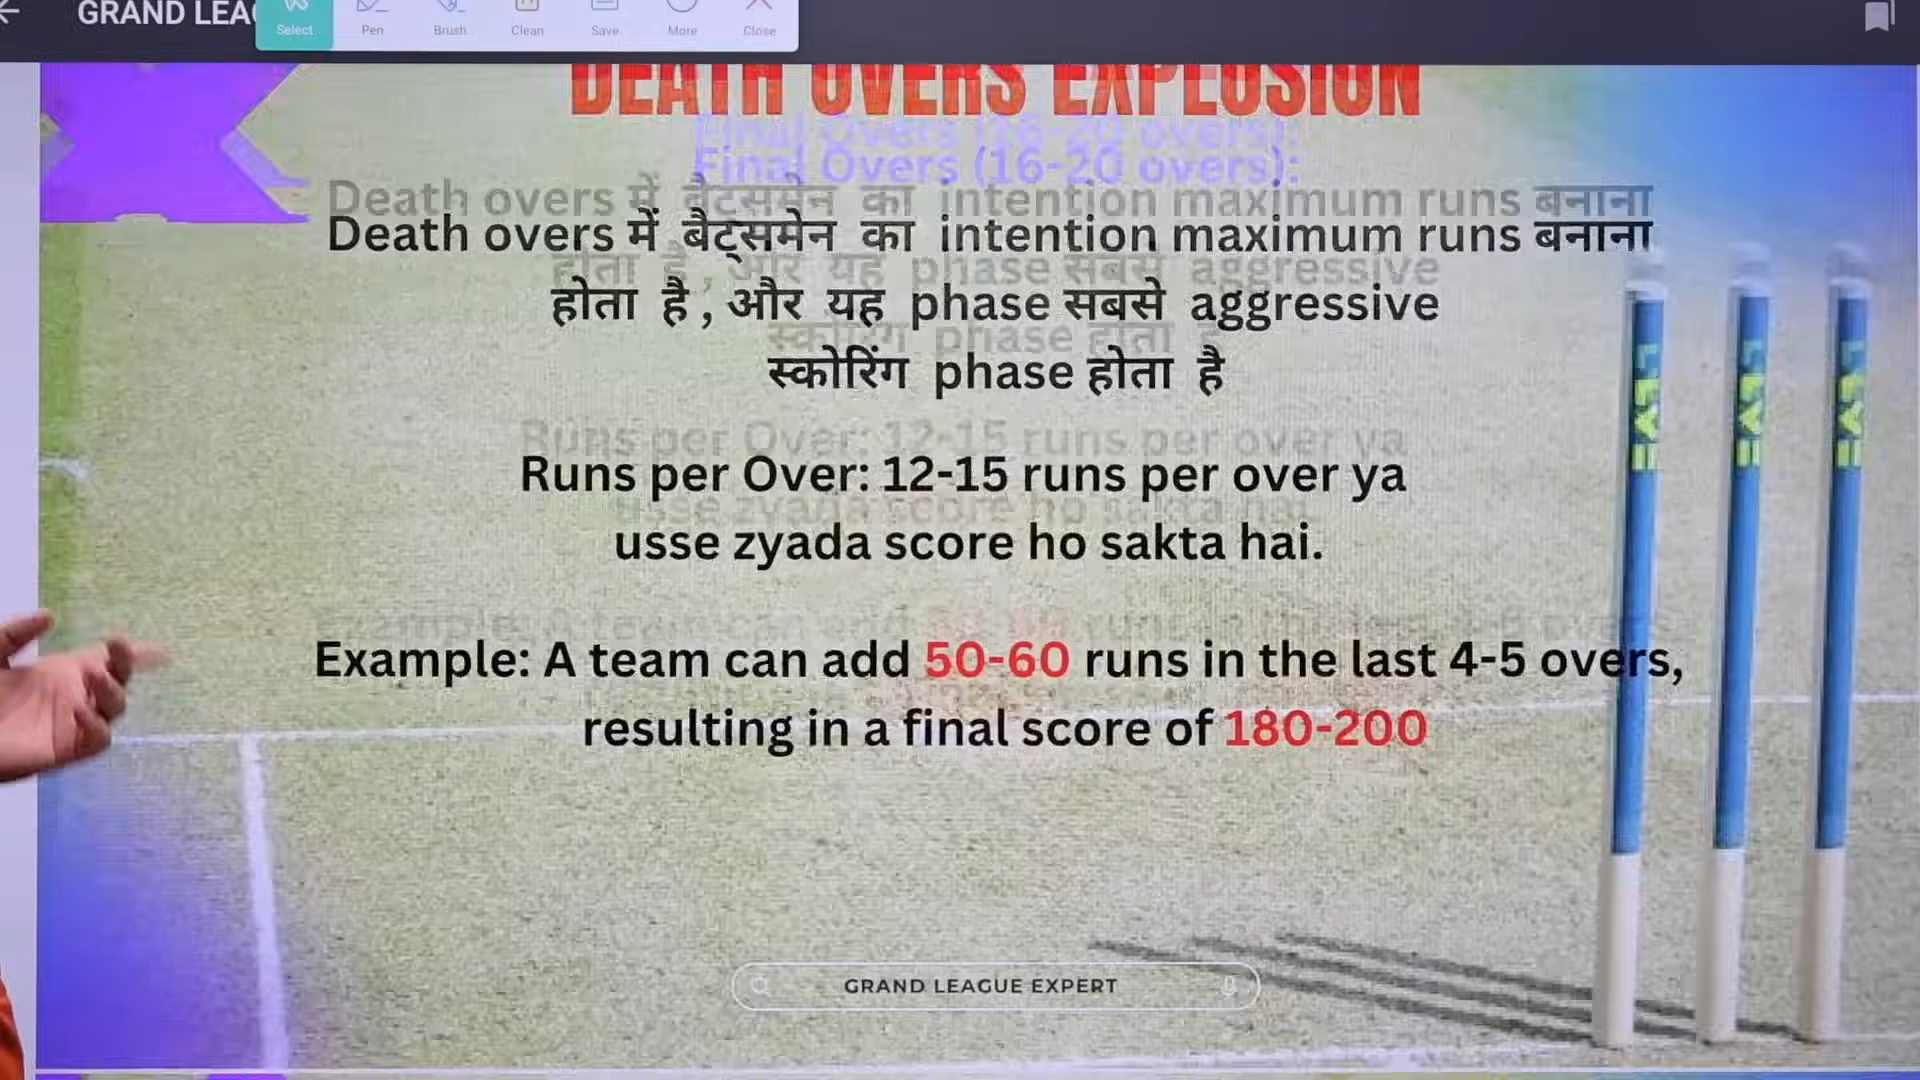 GRAND LEA
Select
Pen
Brush
Clean
Save
More
Close
DEATH OVERS EXPLOSION
Final Overs (16-20 overs):
Death overs में बैट्समेन का intention maximum runs बनाना
होता है , और यह phase सबसे aggressive
स्कोरिंग phase होता है
Runs per Over: 12-15 runs per over ya
usse zyada score ho sakta hai.
Example: A team can add 50-60 runs in the last 4-5 overs,
resulting in a final score of 180-200
GRAND LEAGUE EXPERT